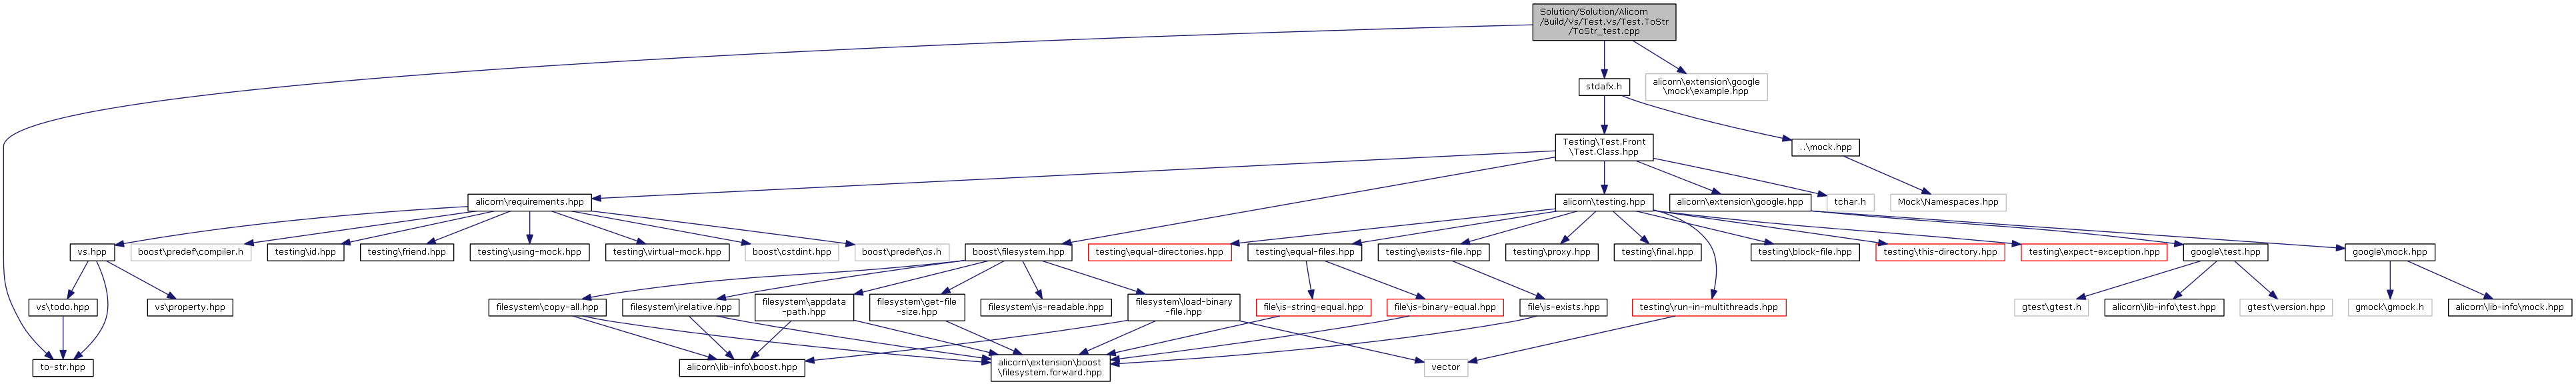 Solution/Solution/Alicorn
/Build/Vs/Test.Vs/Test.ToStr
/ToStr_test.cpp
stdafx.h
alicorn\extension\google
\mock\example.hpp
Testing\Test.Front
\Test.Class.hpp
..\mock.hpp
alicorn\requirements.hpp
alicorn\testing.hpp
alicorn\extension\google.hpp
tchar.h
Mock\Namespaces.hpp
vs.hpp
boost\predef\compiler.h
testing\id.hpp
testing\friend.hpp
testing\using-mock.hpp
testing\virtual-mock.hpp
boost\cstdint.hpp
boost\predef\os.h
boost\filesystem.hpp
testing\equal-directories.hpp
testing\equal-files.hpp
testing\exists-file.hpp
testing\proxy.hpp
testing\final.hpp
testing\block-file.hpp
testing\this-directory.hpp
testing\expect-exception.hpp
google\test.hpp
google\mock.hpp
vs\todo.hpp
vs\property.hpp
filesystem\copy-all.hpp
filesystem\irelative.hpp
filesystem\appdata
-path.hpp
filesystem\get-file
-size.hpp
filesystem\is-readable.hpp
filesystem\load-binary
-file.hpp
file\is-string-equal.hpp
file\is-binary-equal.hpp
file\is-exists.hpp
testing\run-in-multithreads.hpp
gtest\gtest.h
alicorn\lib-info\test.hpp
gtest\version.hpp
gmock\gmock.h
alicorn\lib-info\mock.hpp
to-str.hpp
alicorn\lib-info\boost.hpp
alicorn\extension\boost
\filesystem.forward.hpp
vector